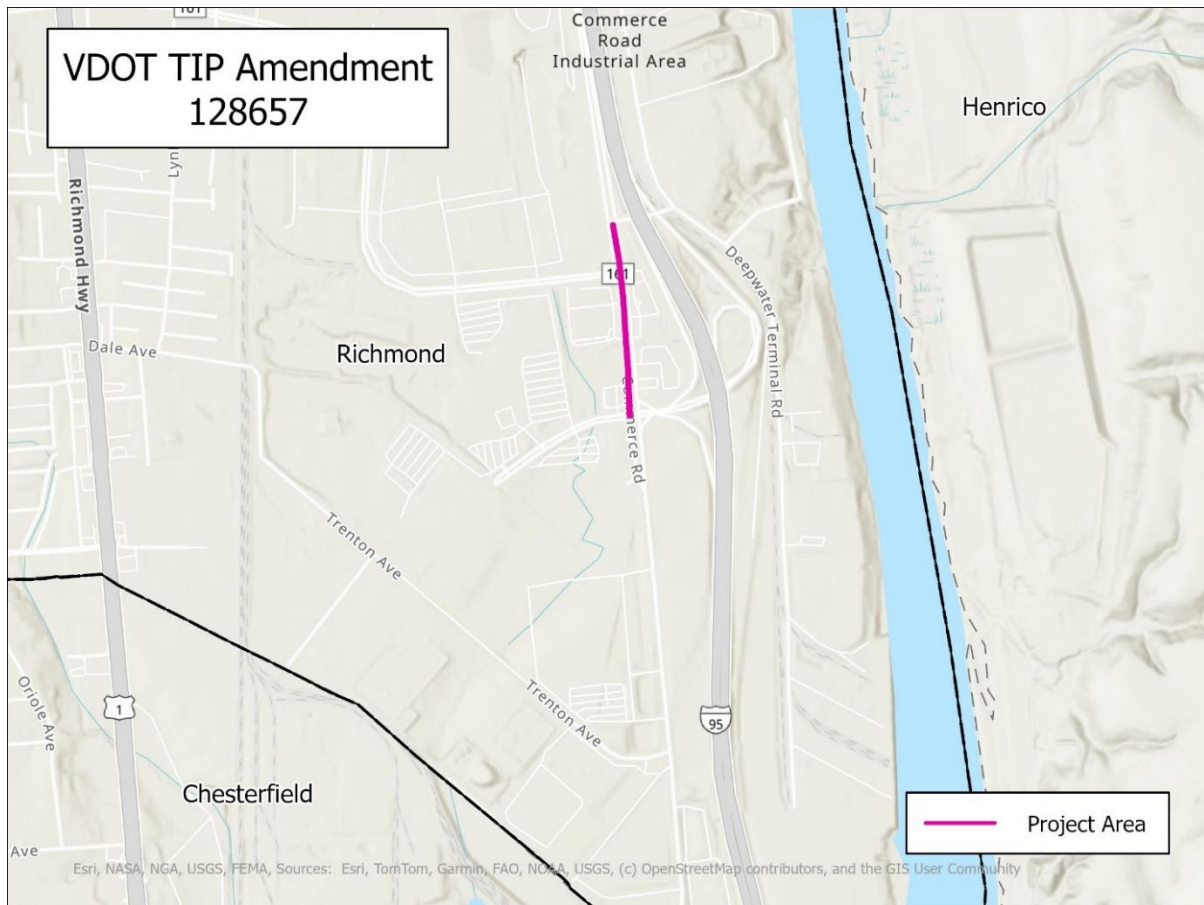 161
Commerce
Road
Industrial Area
VDOT TIP Amendment
128657
Henrico
Lyn
Richmond Hwy
161
Deepwater Terminal Rd
Dale Ave
Richmond
Commerce Rd
Trenton Ave
Trenton Ave
Oriole Ave
1
95
Chesterfield
Project Area
Ave
Esri, NASA, NGA, USGS, FEMA, Sources: Esri, TomTom, Garmin, FAO, NOAA, USGS, (c) OpenStreetMap contributors, and the GIS User Community